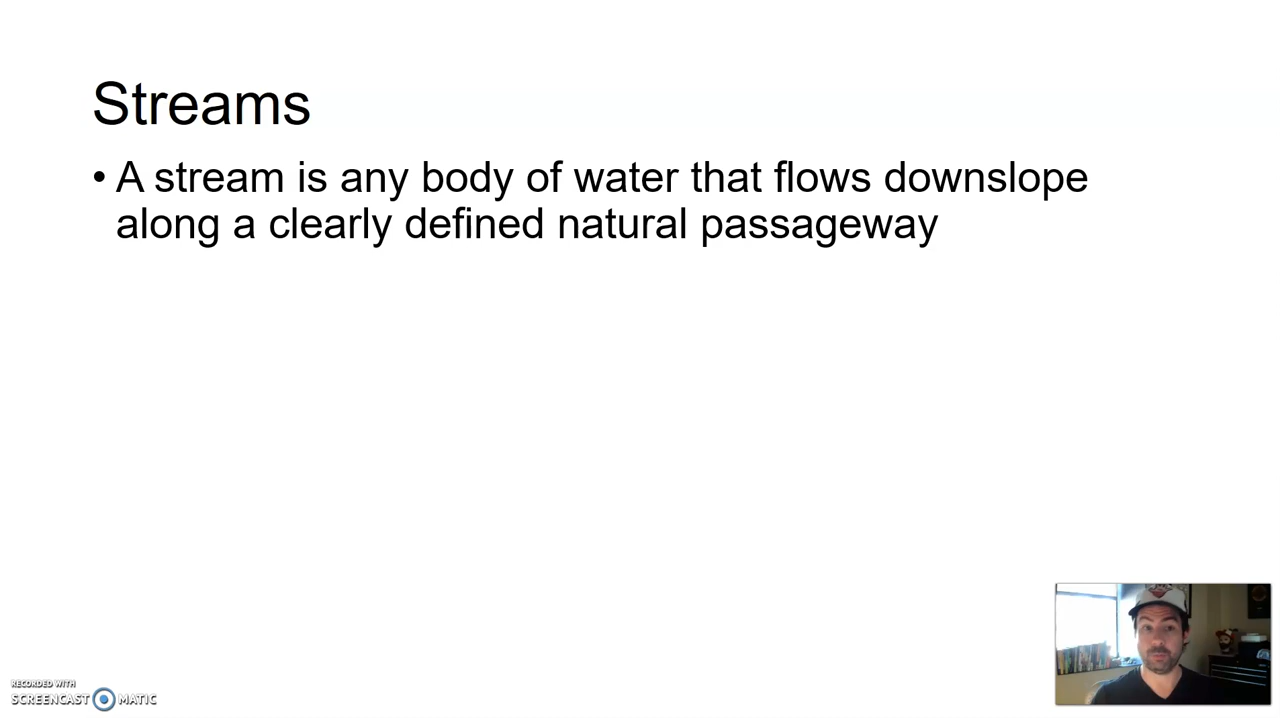 Streams
• A stream is any body of water that flows downslope
along a clearly defined natural passageway
RECORDED WITH
SCREENCAST MATIC